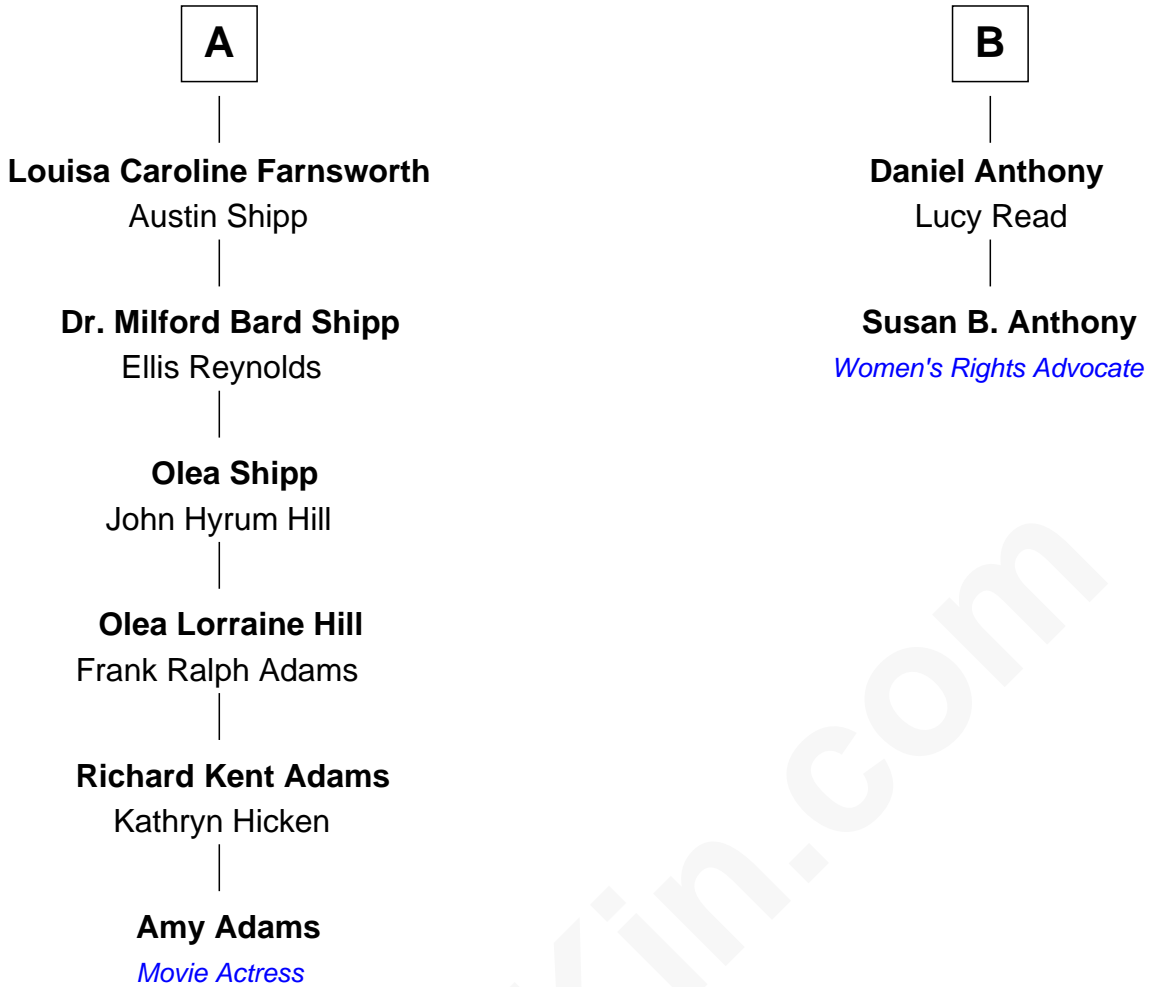 A
Louisa Caroline Farnsworth
Austin Shipp
Dr. Milford Bard Shipp
Ellis Reynolds
Olea Shipp
John Hyrum Hill
Olea Lorraine Hill
Frank Ralph Adams
Richard Kent Adams
Kathryn Hicken
Amy Adams
Movie Actress
B
Daniel Anthony
Lucy Read
Susan B. Anthony
Women's Rights Advocate
Kin.com